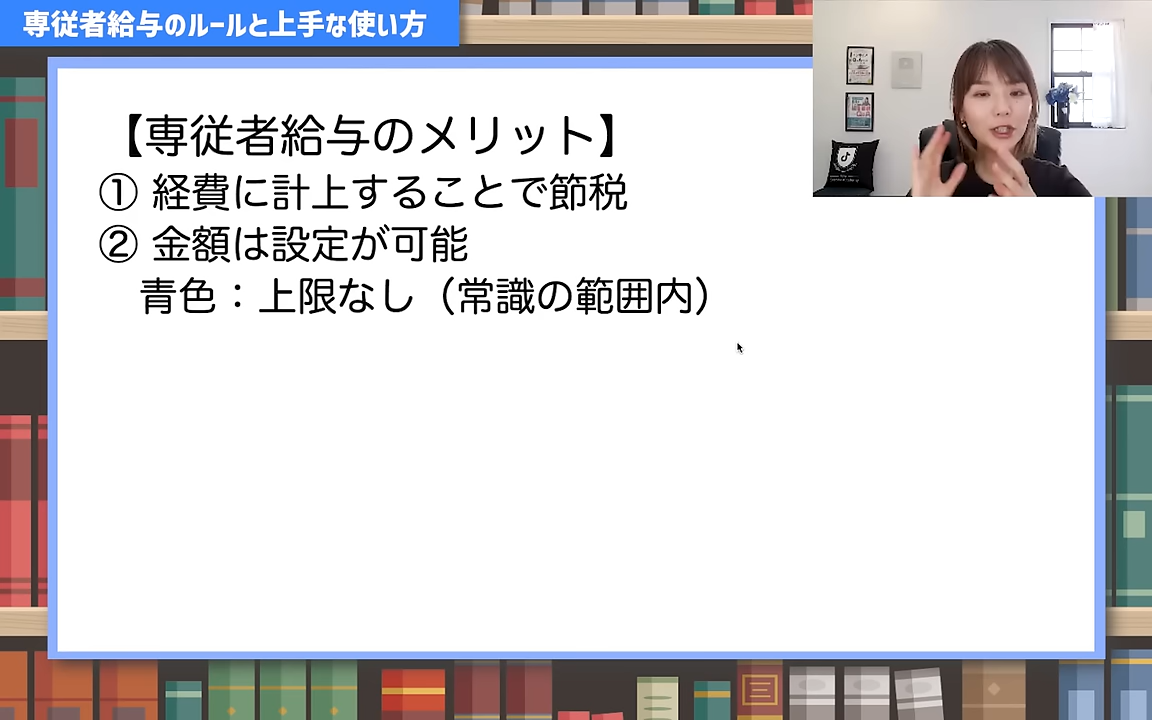 専従者給与のルールと上手な使い方
【専従者給与のメリット】
① 経費に計上することで節税
② 金額は設定が可能
青色：上限なし（常識の範囲内）